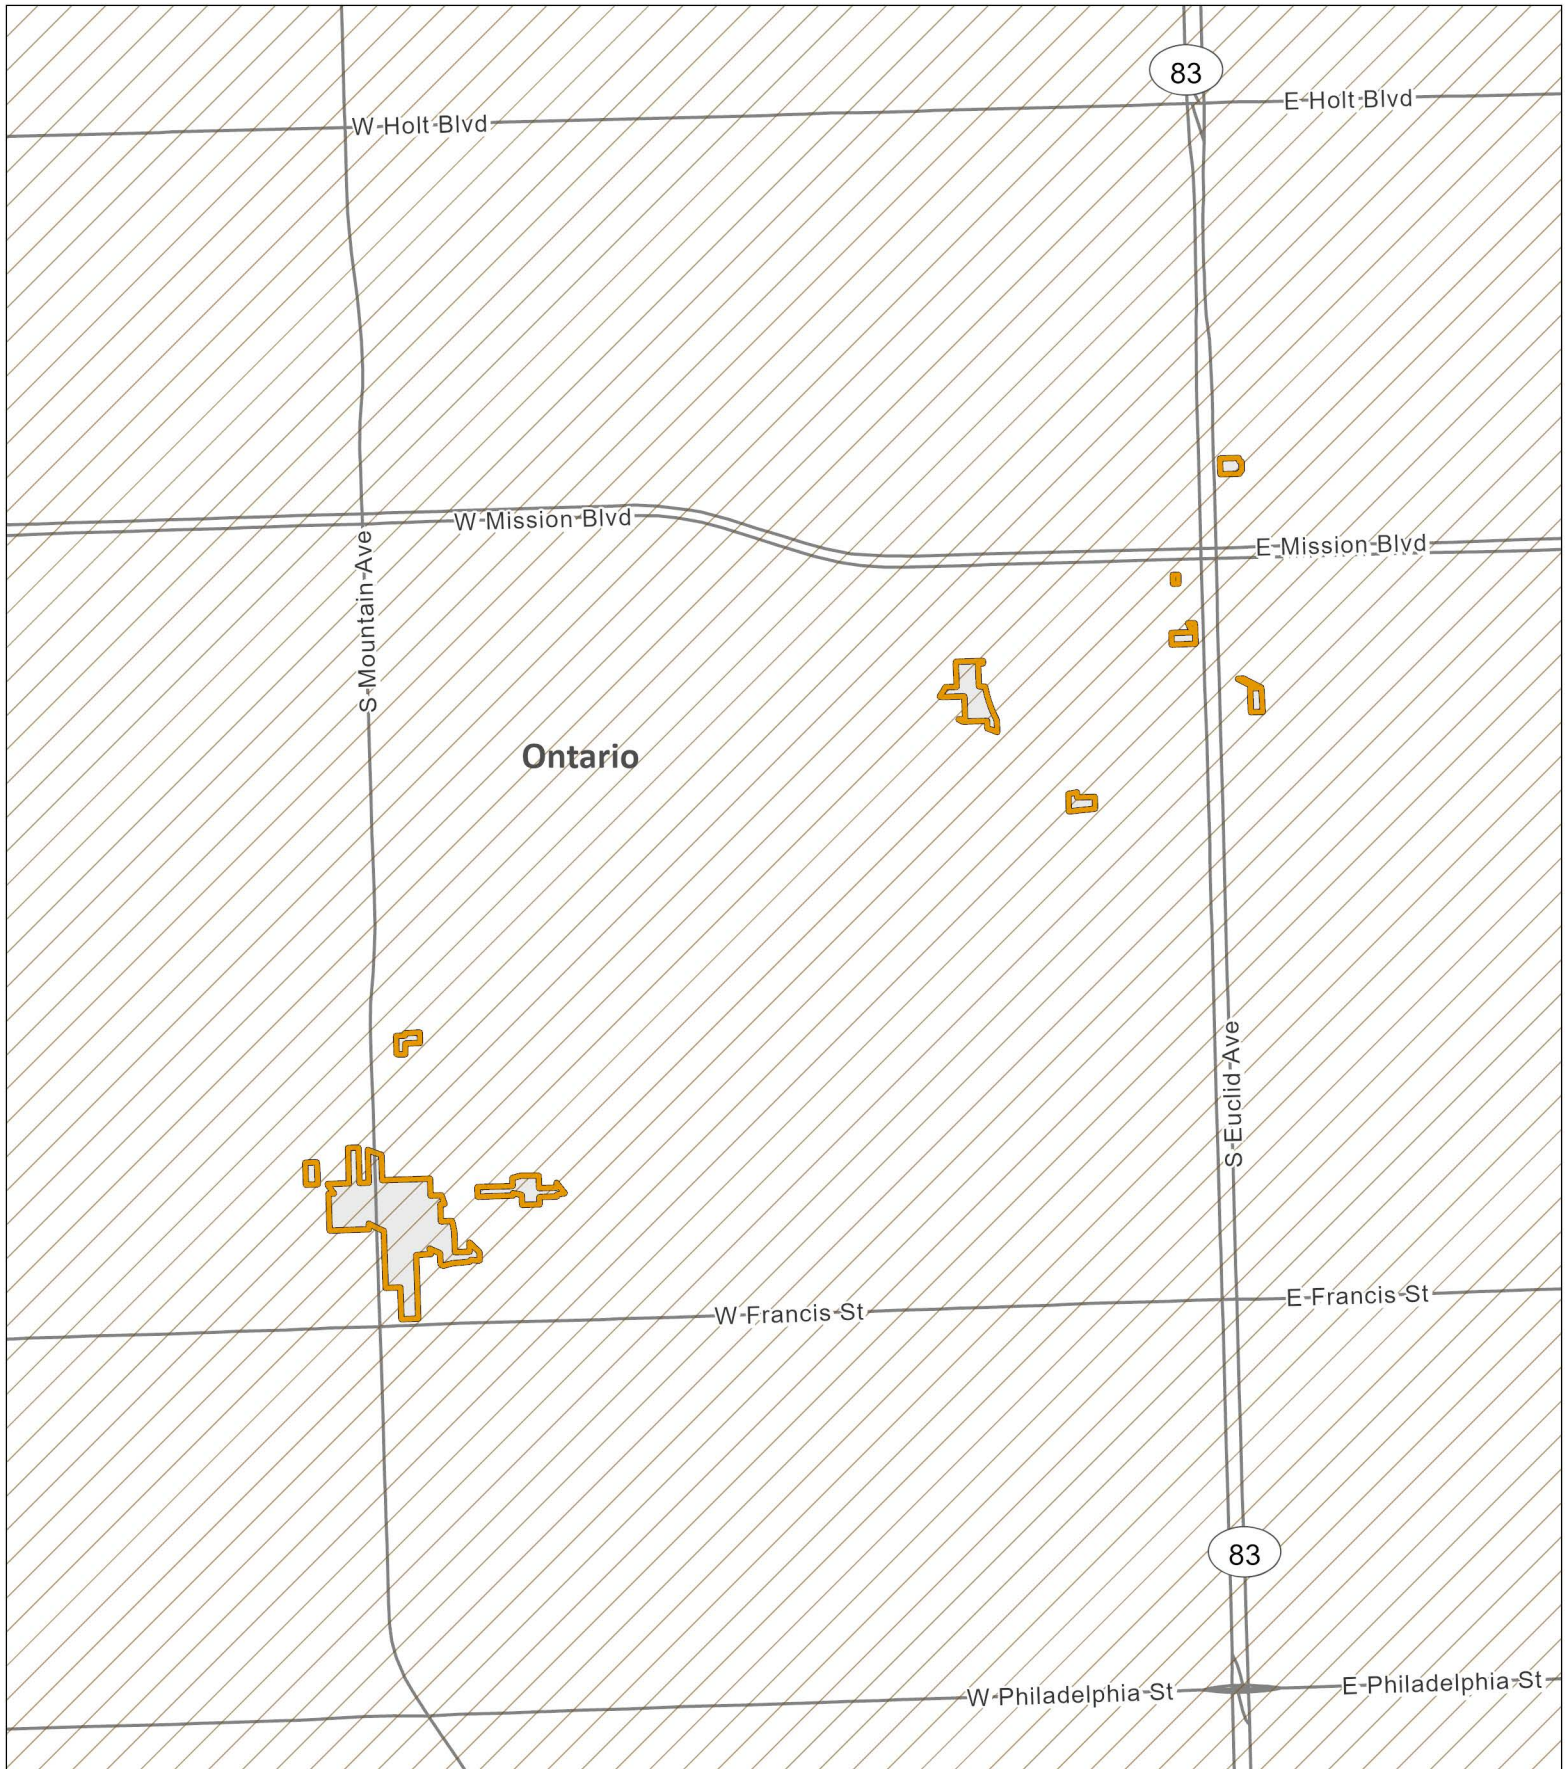 83
E Holt Blvd
W Holt Blvd
W Mission Blvd
E Mission Blvd
S Mountain Ave
Ontario
S Euclid Ave
W Francis St
E Francis St
83
W Philadelphia St
E Philadelphia St